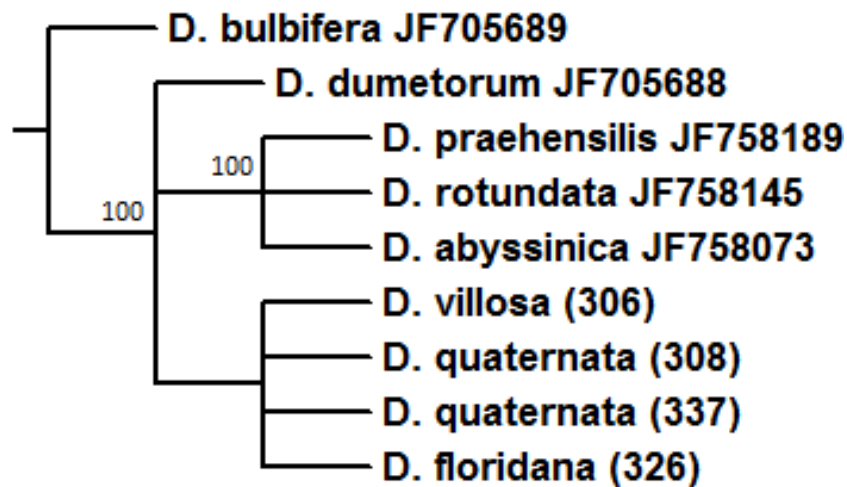 D. bulbifera JF705689
D. dumetorum JF705688
D. praehensilis JF758189
100
D. rotundata JF758145
100
D. abyssinica JF758073
D. villosa (306)
D. quaternata (308)
D. quaternata (337)
D. floridana (326)